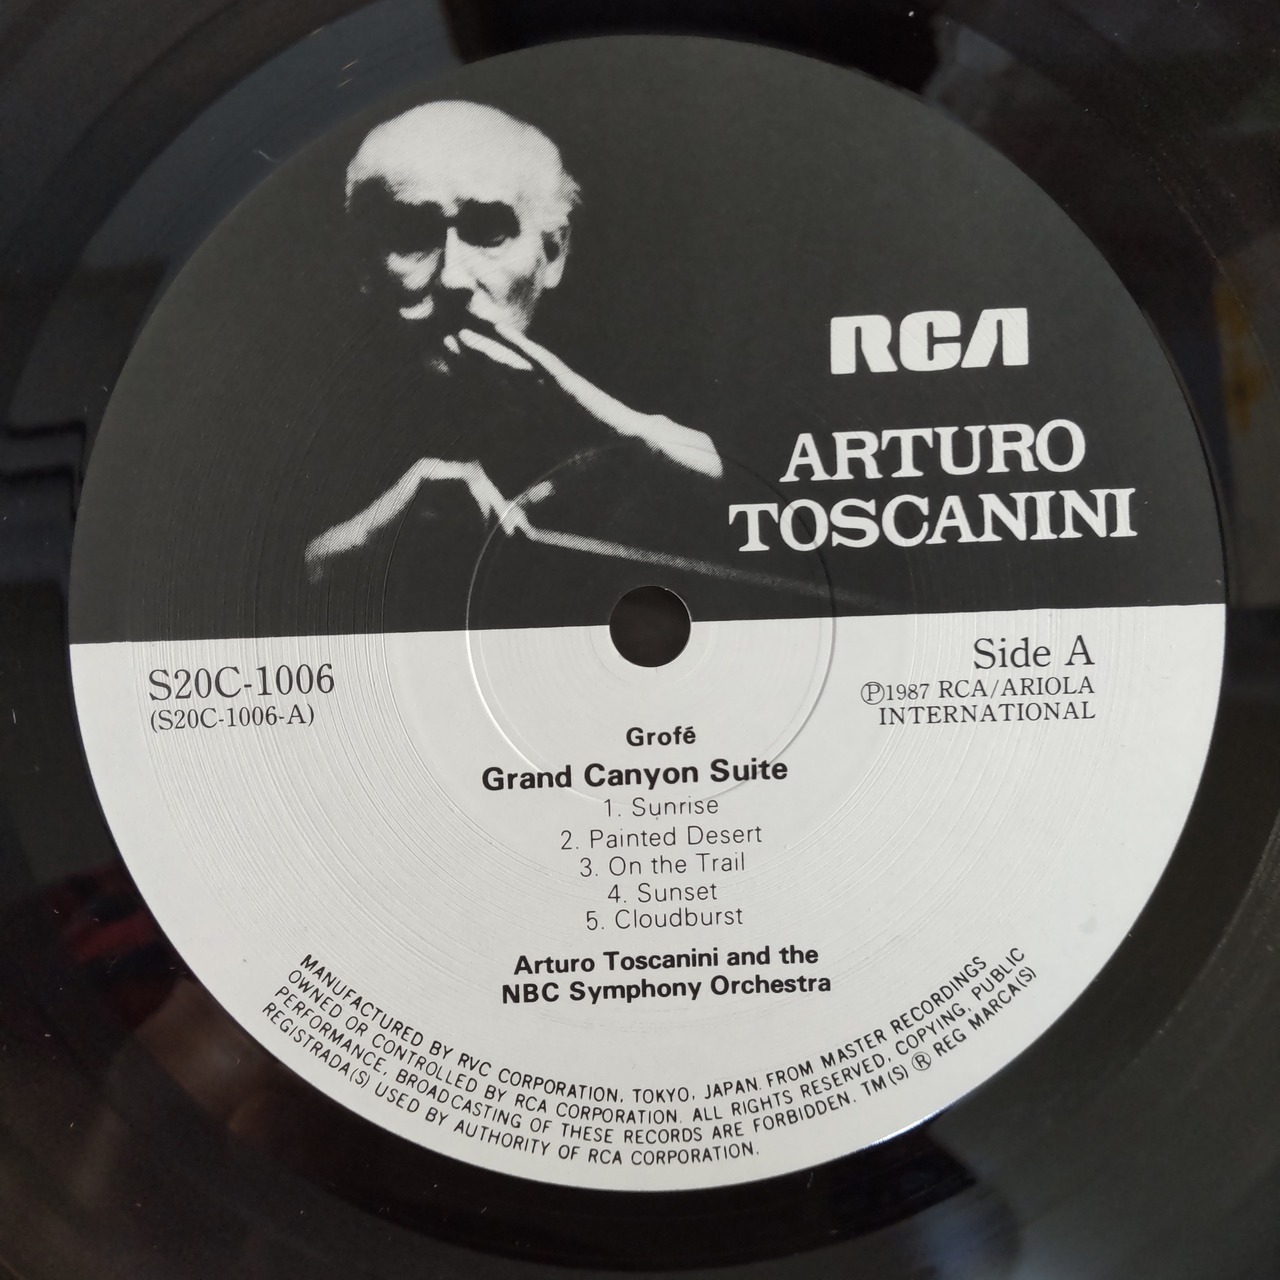 RCA
ARTURO
TOSCANINI
S20C-1006
(S20C-1006-A)
Side A
Ⓟ1987 RCA/ARIOLA
INTERNATIONAL
Grofé
Grand Canyon Suite
1. Sunrise
2. Painted Desert
3. On the Trail
4. Sunset
5. Cloudburst
Arturo Toscanini and the
NBC Symphony Orchestra
MANUFACTURED BY RVC CORPORATION, TOKYO, JAPAN. FROM MASTER RECORDINGS
OWNED OR CONTROLLED BY RCA CORPORATION. ALL RIGHTS RESERVED, COPYING, PUBLIC
PERFORMANCE, BROADCASTING OF THESE RECORDS ARE FORBIDDEN. TM(S) ® REG MARCA(S)
REGISTRADA(S) USED BY AUTHORITY OF RCA CORPORATION.